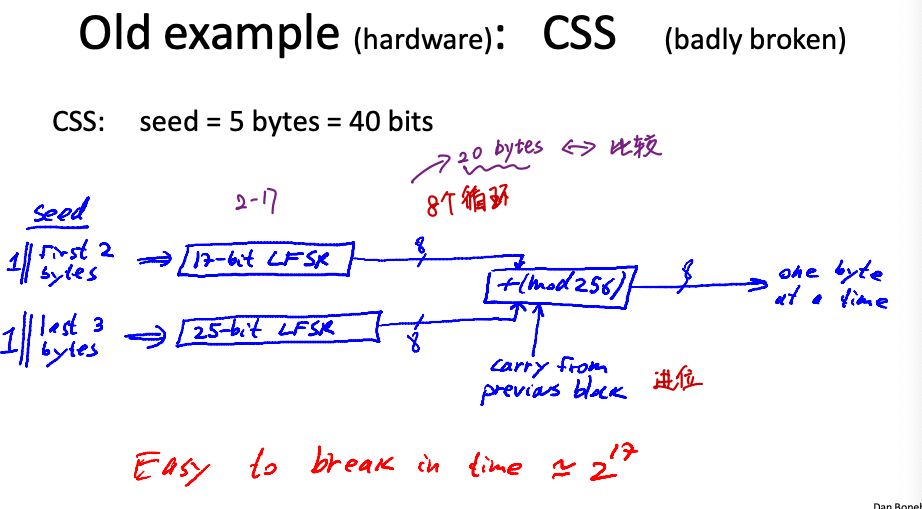 Old example (hardware): CSS (badly broken)
CSS: seed = 5 bytes = 40 bits
→ 20 bytes ↔ 比较
8个循环
2-17
seed
1 || first 2 bytes ⇒ 17-bit LFSR
8
+(mod 256)
8
one byte at a time
1 || last 3 bytes ⇒ 25-bit LFSR
8
carry from
previous block
进位
Easy to break in time ≈ 2^17
Dan Bone